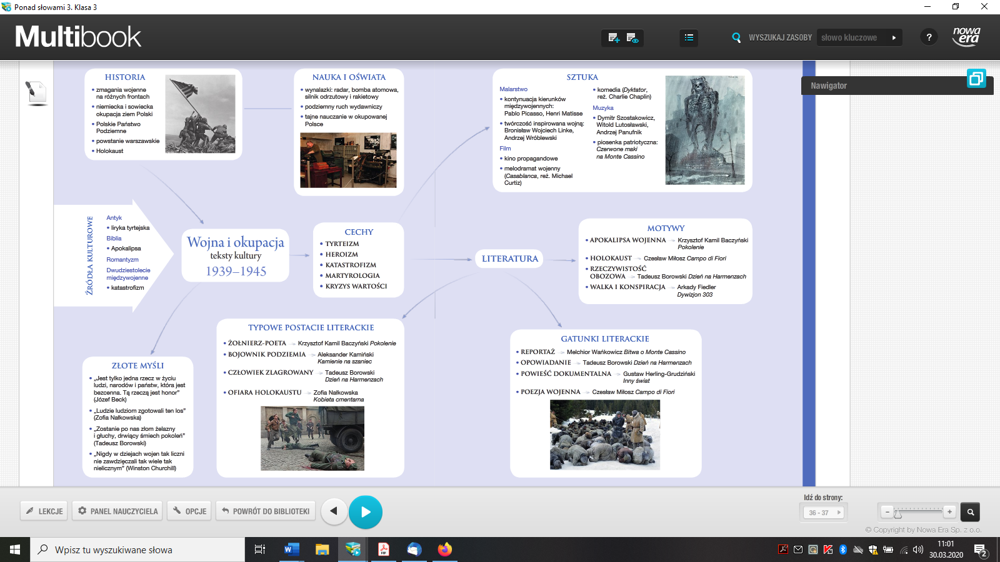 Ponad słowami 3. Klasa 3
Multibook
WYSZUKAJ ZASOBY
słowo kluczowe
?
nowa
era
Nawigator
HISTORIA
• zmagania wojenne
na różnych frontach
• niemiecka i sowiecka
okupacja ziem Polski
• Polskie Państwo
Podziemne
• powstanie warszawskie
• Holokaust
NAUKA I OŚWIATA
• wynalazki: radar, bomba atomowa,
silnik odrzutowy i rakietowy
• podziemny ruch wydawniczy
• tajne nauczanie w okupowanej
Polsce
SZTUKA
Malarstwo
• kontynuacja kierunków
międzywojennych:
Pablo Picasso, Henri Matisse
• twórczość inspirowana wojną:
Bronisław Wojciech Linke,
Andrzej Wróblewski
Film
• kino propagandowe
• melodramat wojenny
(Casablanca, reż. Michael
Curtiz)
• komedia (Dyktator,
reż. Charlie Chaplin)
Muzyka
• Dymitr Szostakowicz,
Witold Lutosławski,
Andrzej Panufnik
• piosenka patriotyczna:
Czerwone maki
na Monte Cassino
ŹRÓDŁA KULTUROWE
Antyk
• liryka tyrtejska
Biblia
• Apokalipsa
Romantyzm
Dwudziestolecie
międzywojenne
• katastrofizm
Wojna i okupacja
teksty kultury
1939–1945
CECHY
• TYRTEIZM
• HEROIZM
• KATASTROFIZM
• MARTYROLOGIA
• KRYZYS WARTOŚCI
LITERATURA
MOTYWY
• APOKALIPSA WOJENNA → Krzysztof Kamil Baczyński
Pokolenie
• HOLOKAUST → Czesław Miłosz Campo di Fiori
• RZECZYWISTOŚĆ
OBOZOWA → Tadeusz Borowski Dzień na Harmenzach
• WALKA I KONSPIRACJA → Arkady Fiedler
Dywizjon 303
ZŁOTE MYŚLI
• „Jest tylko jedna rzecz w życiu
ludzi, narodów i państw, która jest
bezcenna. Tą rzeczą jest honor”
(Józef Beck)
• „Ludzie ludziom zgotowali ten los”
(Zofia Nałkowska)
• „Zostanie po nas złom żelazny
i głuchy, drwiący śmiech pokoleń”
(Tadeusz Borowski)
• „Nigdy w dziejach wojen tak liczni
nie zawdzięczali tak wiele tak
nielicznym” (Winston Churchill)
TYPOWE POSTACIE LITERACKIE
• ŻOŁNIERZ-POETA → Krzysztof Kamil Baczyński Pokolenie
• BOJOWNIK PODZIEMIA → Aleksander Kamiński
Kamienie na szaniec
• CZŁOWIEK ZLAGROWANY → Tadeusz Borowski
Dzień na Harmenzach
• OFIARA HOLOKAUSTU → Zofia Nałkowska
Kobieta cmentarna
GATUNKI LITERACKIE
• REPORTAŻ → Melchior Wańkowicz Bitwa o Monte Cassino
• OPOWIADANIE → Tadeusz Borowski Dzień na Harmenzach
• POWIEŚĆ DOKUMENTALNA → Gustaw Herling-Grudziński
Inny świat
• POEZJA WOJENNA → Czesław Miłosz Campo di Fiori
LEKCJE
PANEL NAUCZYCIELA
OPCJE
POWRÓT DO BIBLIOTEKI
Idź do strony:
36 - 37
© Copyright by Nowa Era Sp. z o.o.
Wpisz tu wyszukiwane słowa
11:01
30.03.2020
2